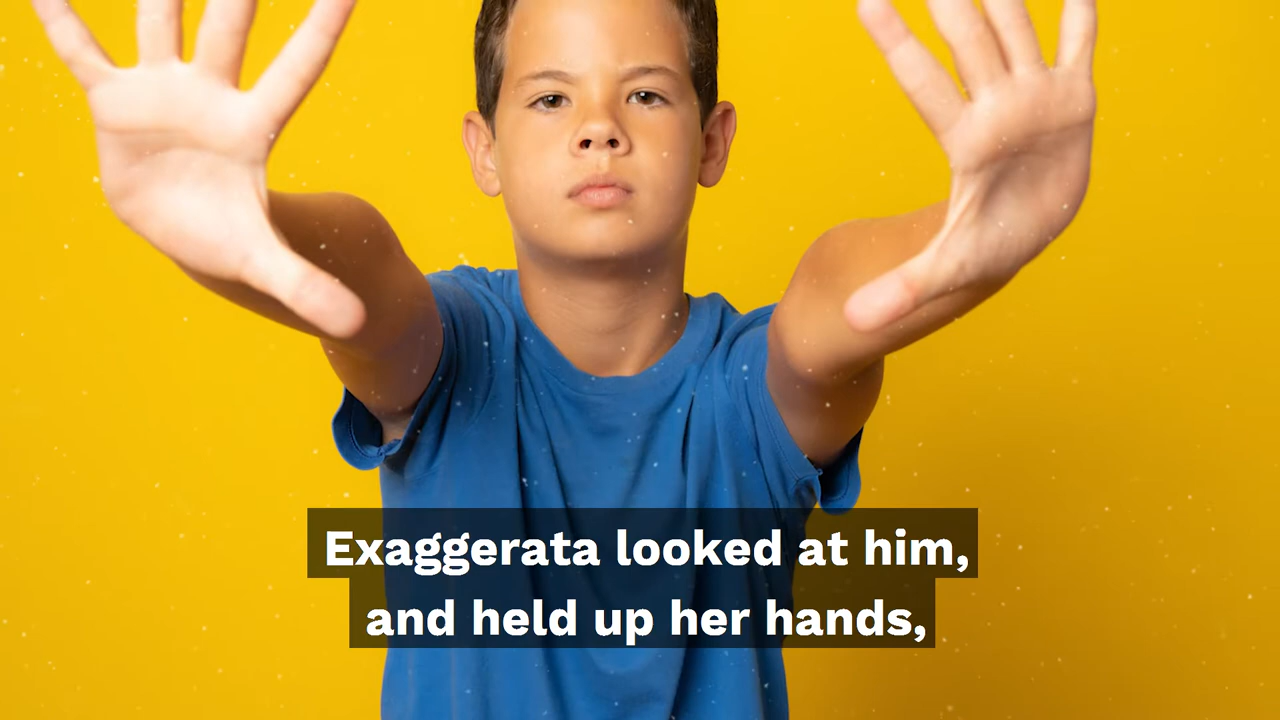 Exaggerata looked at him,
and held up her hands,